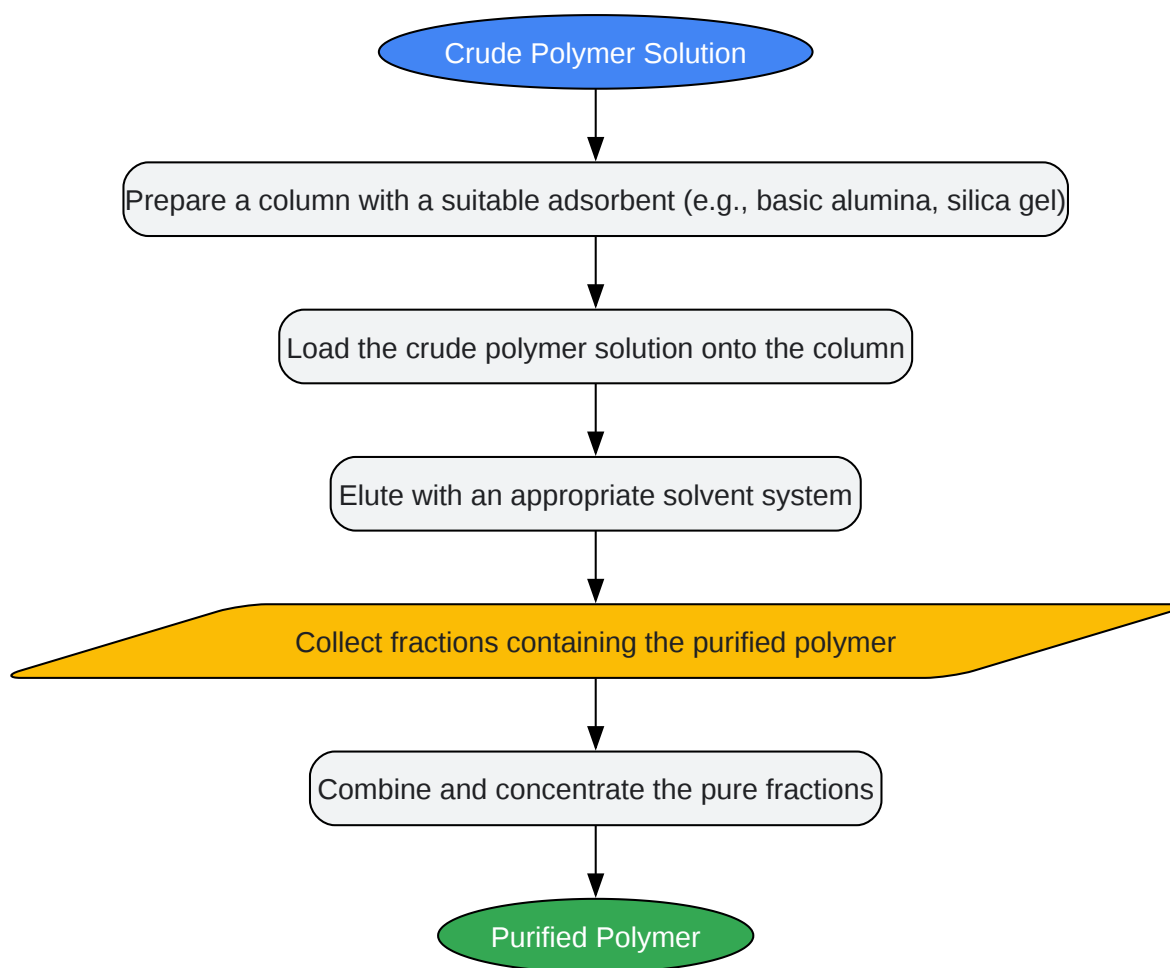 Crude Polymer Solution
Prepare a column with a suitable adsorbent (e.g., basic alumina, silica gel)
Load the crude polymer solution onto the column
Elute with an appropriate solvent system
Collect fractions containing the purified polymer
Combine and concentrate the pure fractions
Purified Polymer